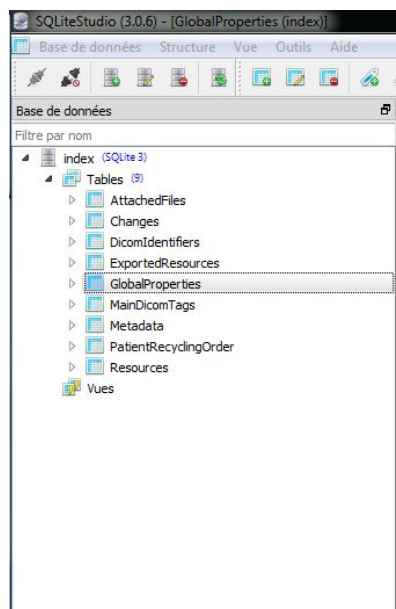 SQLiteStudio (3.0.6) - [GlobalProperties (index)]
Base de données Structure Vue Outils Aide
Base de données
Filtre par nom
index (SQLite 3)
Tables (9)
AttachedFiles
Changes
DicomIdentifiers
ExportedResources
GlobalProperties
MainDicomTags
Metadata
PatientRecyclingOrder
Resources
Vues